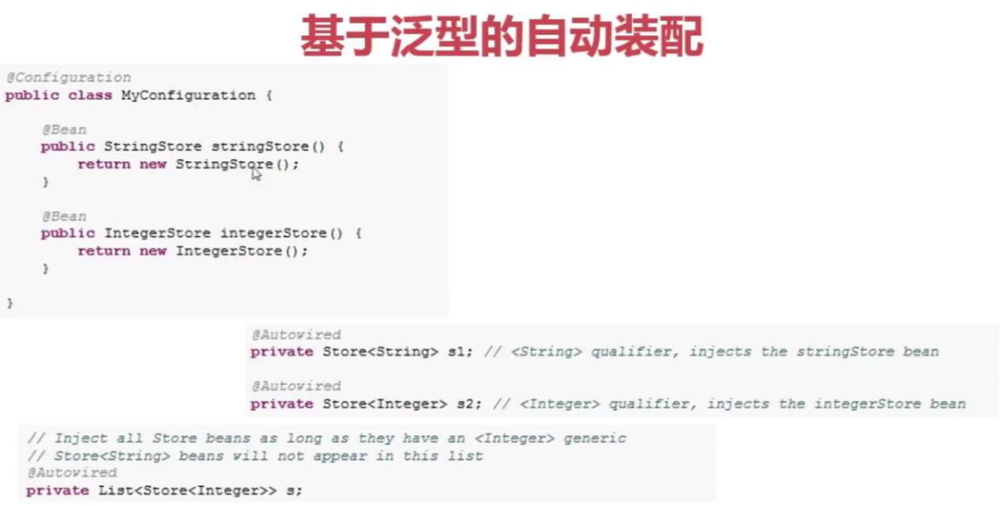 基于泛型的自动装配
@Configuration
public class MyConfiguration {
@Bean
public StringStore stringStore() {
return new StringStore();
}
@Bean
public IntegerStore integerStore() {
return new IntegerStore();
}
}
@Autowired
private Store<String> s1; // <String> qualifier, injects the stringStore bean
@Autowired
private Store<Integer> s2; // <Integer> qualifier, injects the integerStore bean
// Inject all Store beans as long as they have an <Integer> generic
// Store<String> beans will not appear in this list
@Autowired
private List<Store<Integer>> s;